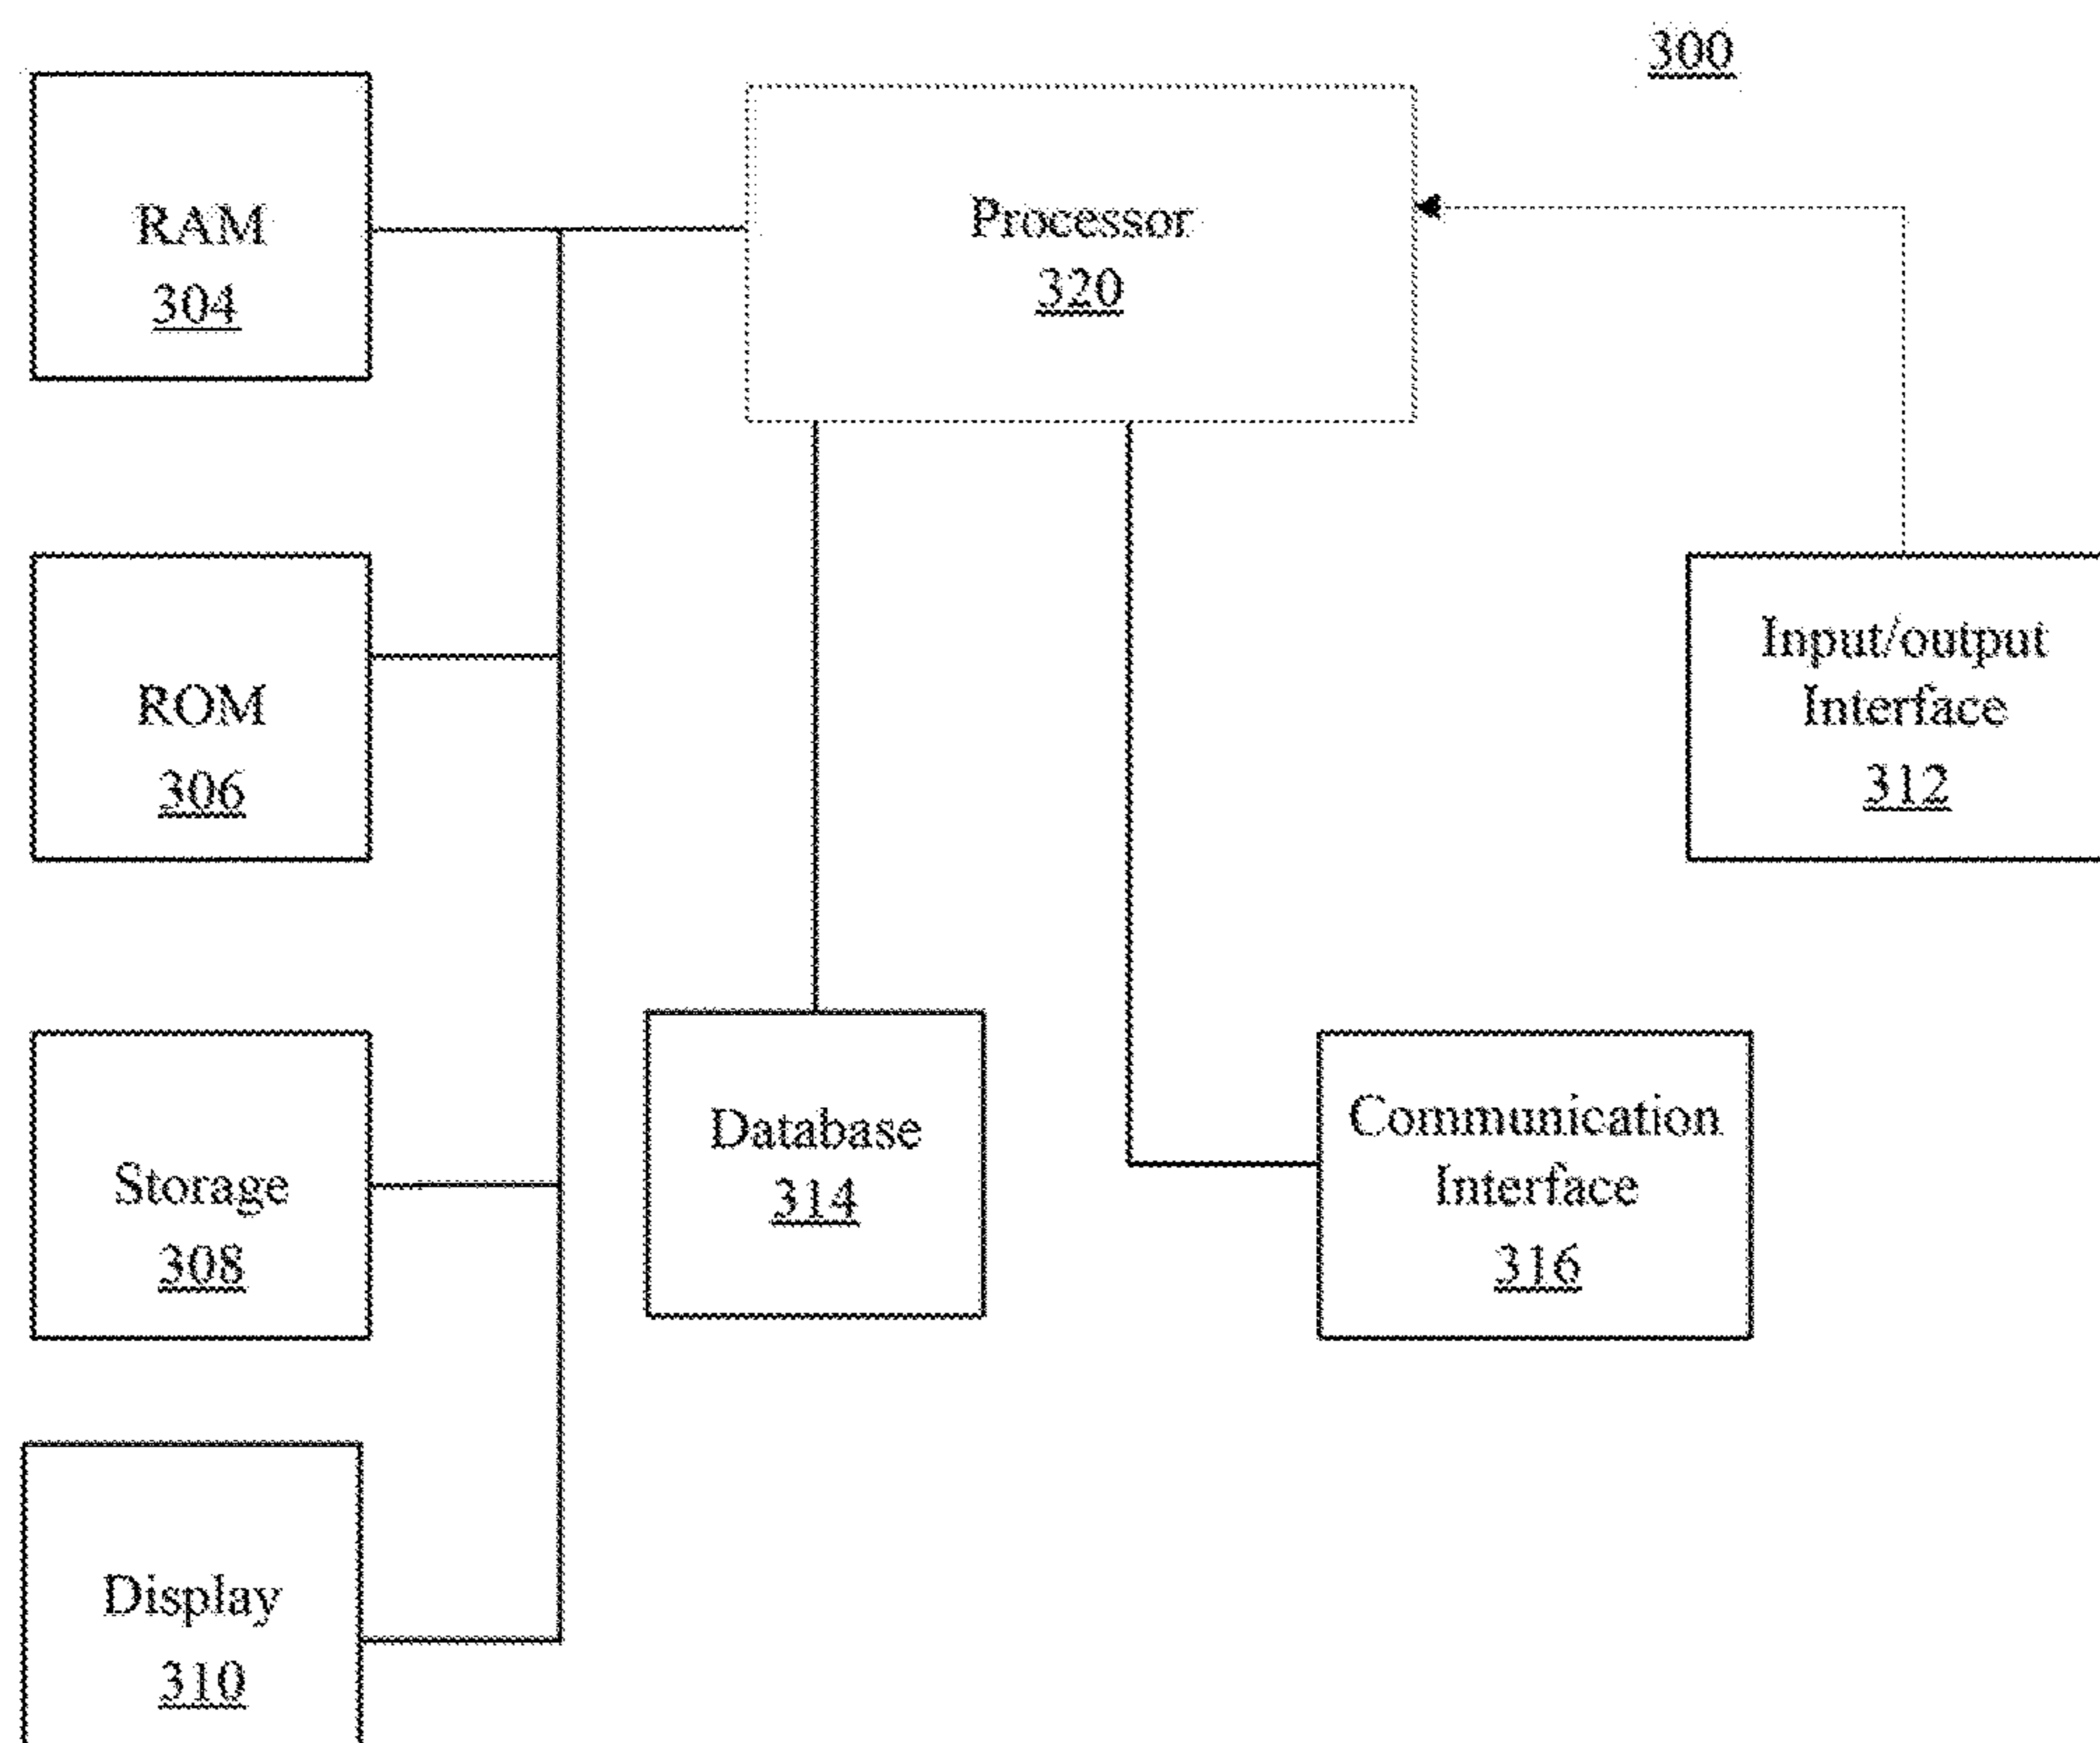 300
RAM
304
Processor
320
ROM
306
Input/output
Interface
312
Storage
308
Database
314
Communication
Interface
316
Display
310